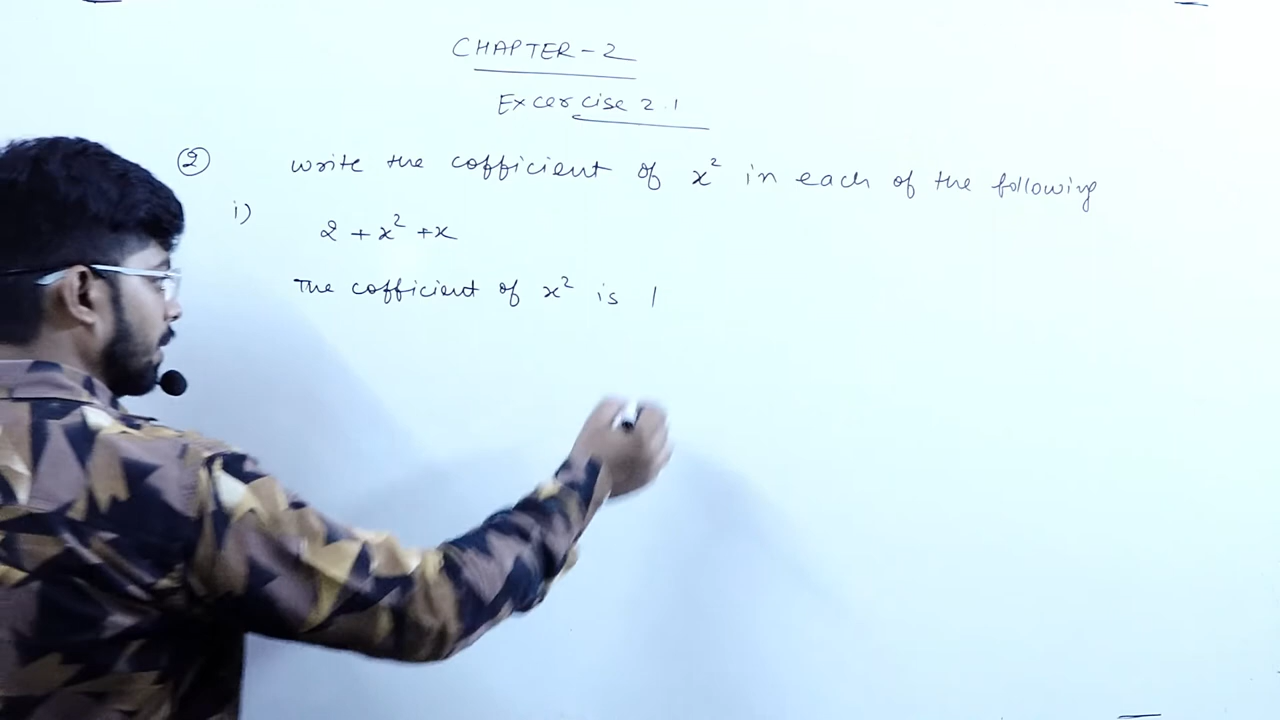 CHAPTER-2
Excercise 2.1
② write the cofficient of x² in each of the following
i) 2 + x² + x
The cofficient of x² is 1